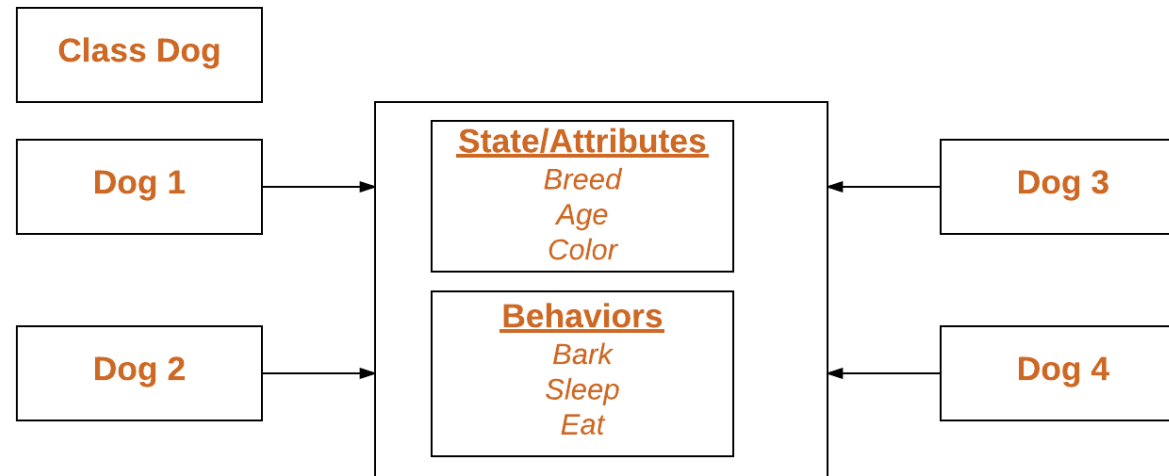 Class Dog
Dog 1
Dog 2
State/Attributes
Breed
Age
Color
Behaviors
Bark
Sleep
Eat
Dog 3
Dog 4